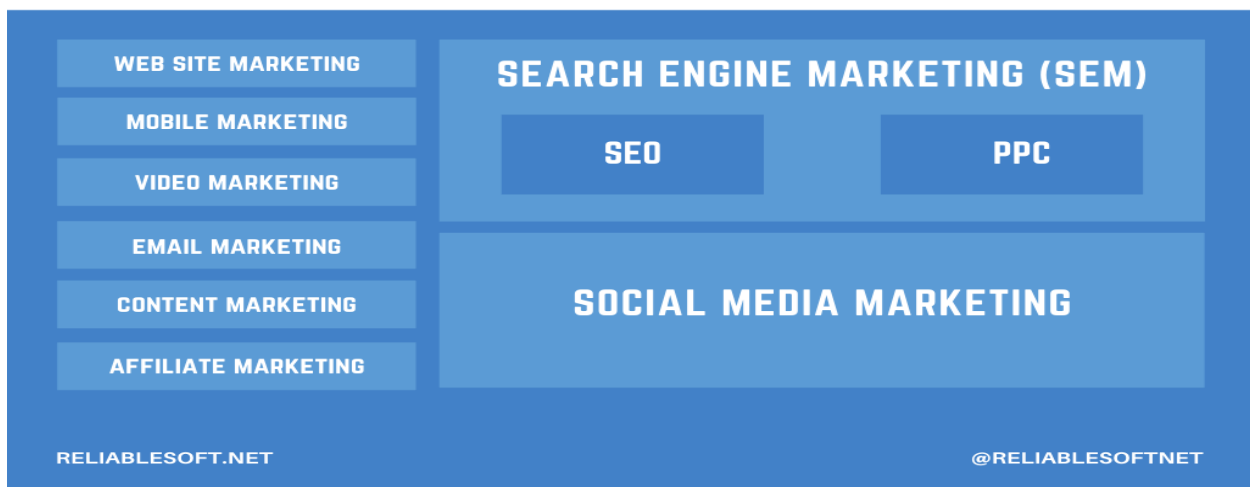 WEB SITE MARKETING
MOBILE MARKETING
VIDEO MARKETING
EMAIL MARKETING
CONTENT MARKETING
AFFILIATE MARKETING
SEARCH ENGINE MARKETING (SEM)
SEO
PPC
SOCIAL MEDIA MARKETING
RELIABLESOFT.NET
@RELIABLESOFTNET